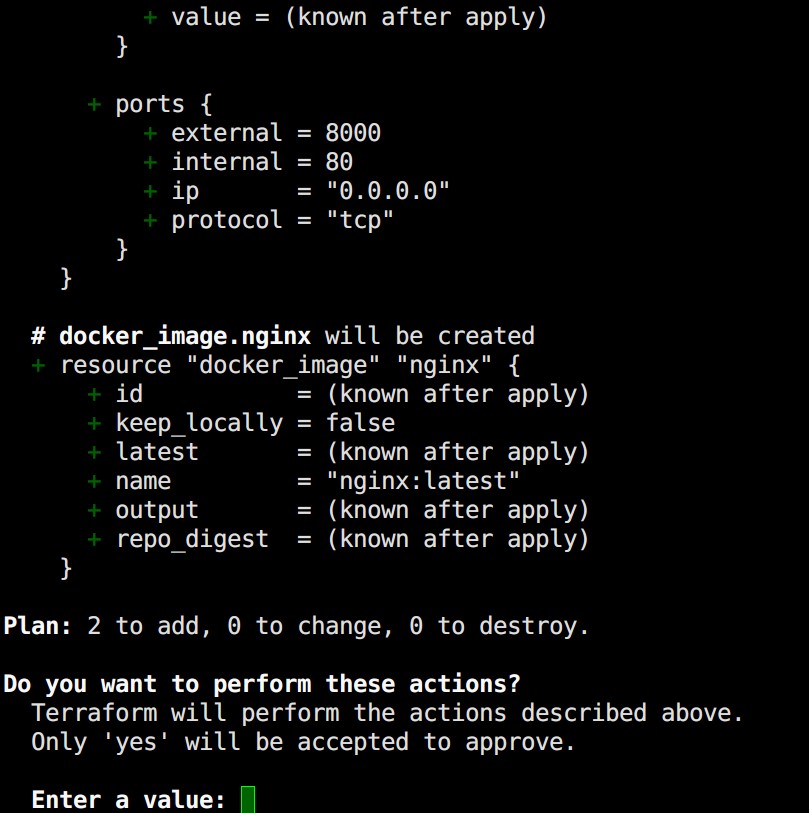 + value = (known after apply)
        }

      + ports {
          + external = 8000
          + internal = 80
          + ip       = "0.0.0.0"
          + protocol = "tcp"
        }
    }

  # docker_image.nginx will be created
  + resource "docker_image" "nginx" {
      + id           = (known after apply)
      + keep_locally = false
      + latest       = (known after apply)
      + name         = "nginx:latest"
      + output       = (known after apply)
      + repo_digest  = (known after apply)
    }

Plan: 2 to add, 0 to change, 0 to destroy.

Do you want to perform these actions?
  Terraform will perform the actions described above.
  Only 'yes' will be accepted to approve.

  Enter a value: